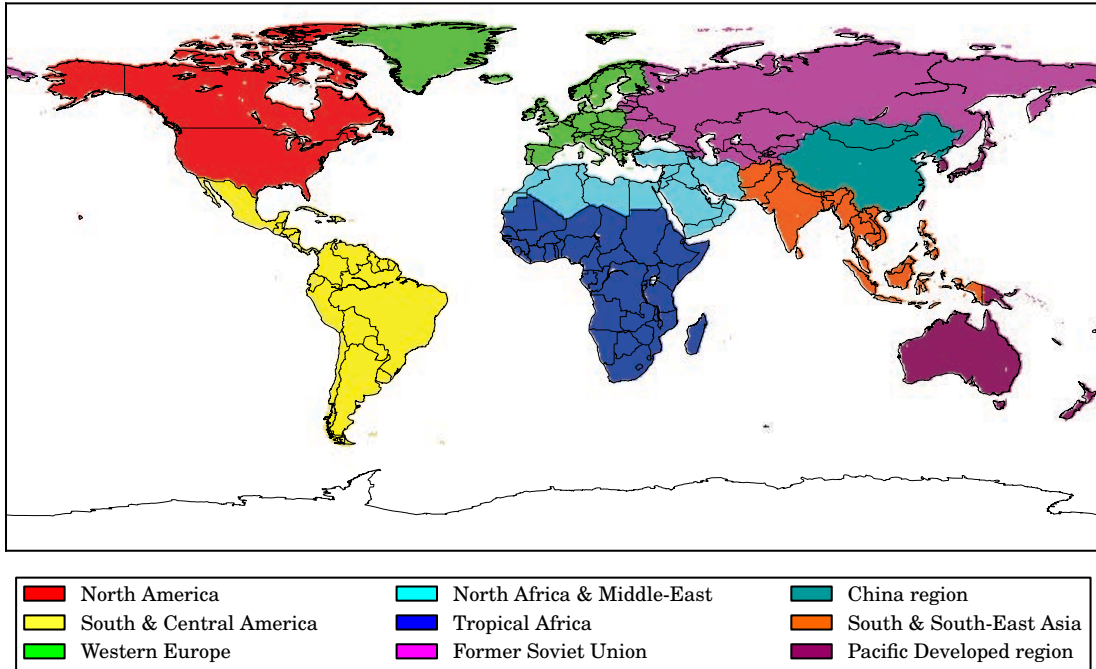 North America
South & Central America
Western Europe
North Africa & Middle-East
Tropical Africa
Former Soviet Union
China region
South & South-East Asia
Pacific Developed region